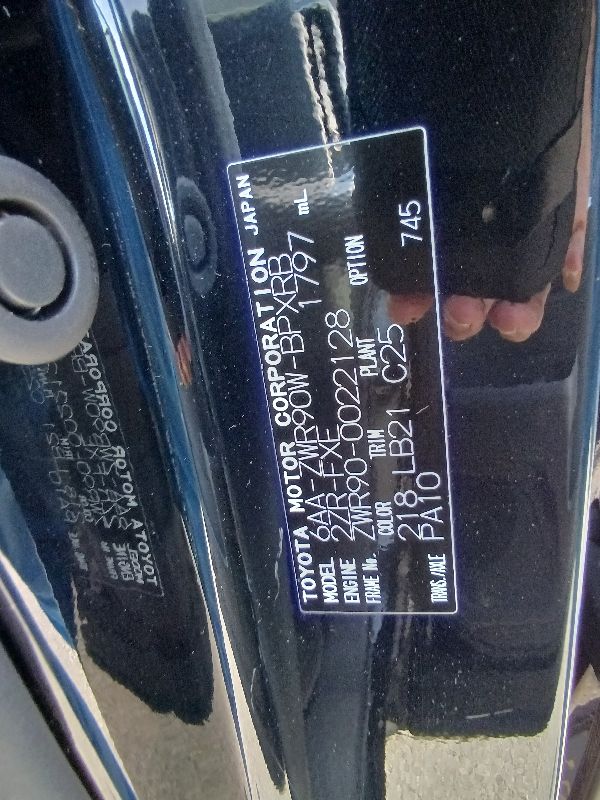 TOYOTA MOTOR CORPORATION JAPAN
MODEL 6AA-ZWR90W-BPXRB
ENGINE 2ZR-FXE 1797 mL
FRAME No. ZWR90-0022128
COLOR TRIM PLANT OPTION
218 LB21 C25 745
TRANS./AXLE PA10